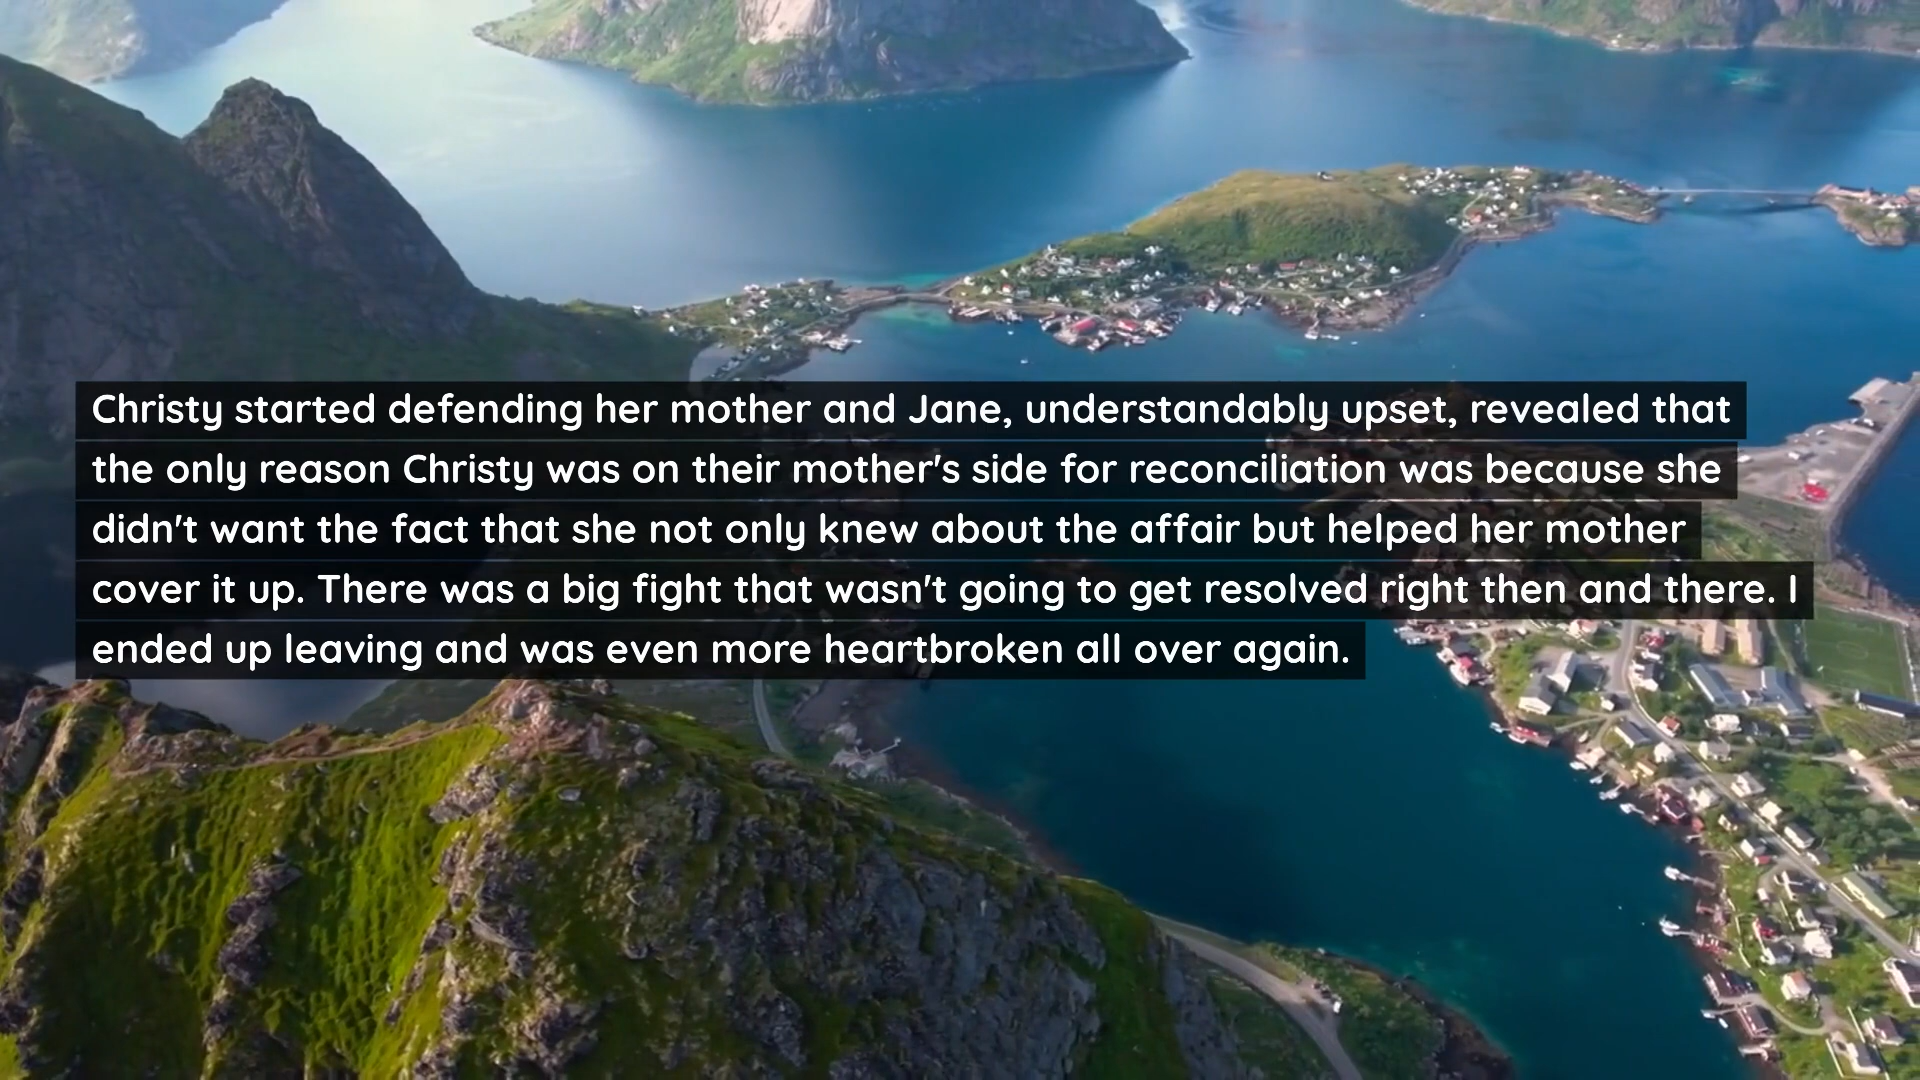 Christy started defending her mother and Jane, understandably upset, revealed that
the only reason Christy was on their mother's side for reconciliation was because she
didn't want the fact that she not only knew about the affair but helped her mother
cover it up. There was a big fight that wasn't going to get resolved right then and there. I
ended up leaving and was even more heartbroken all over again.